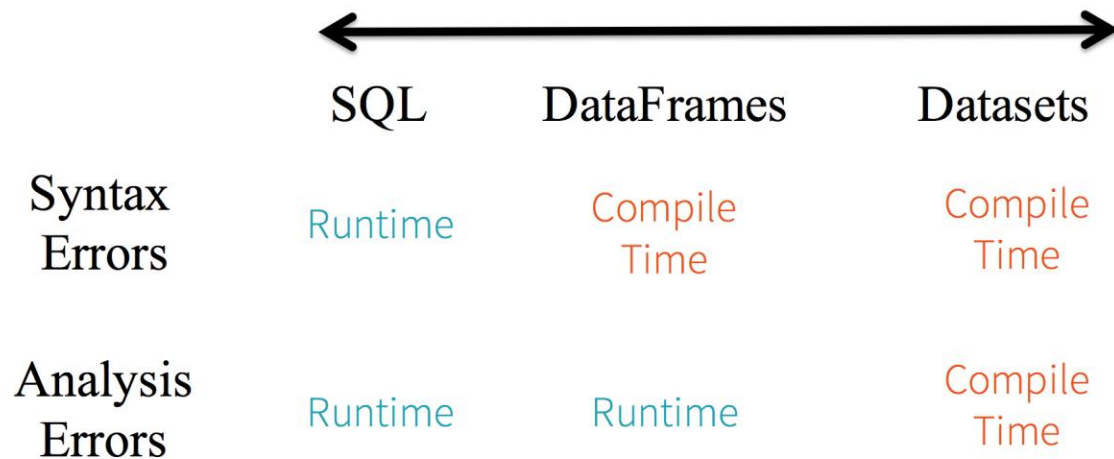 SQL DataFrames Datasets
Syntax
Errors
Runtime
Compile
Time
Compile
Time
Analysis
Errors
Runtime
Runtime
Compile
Time